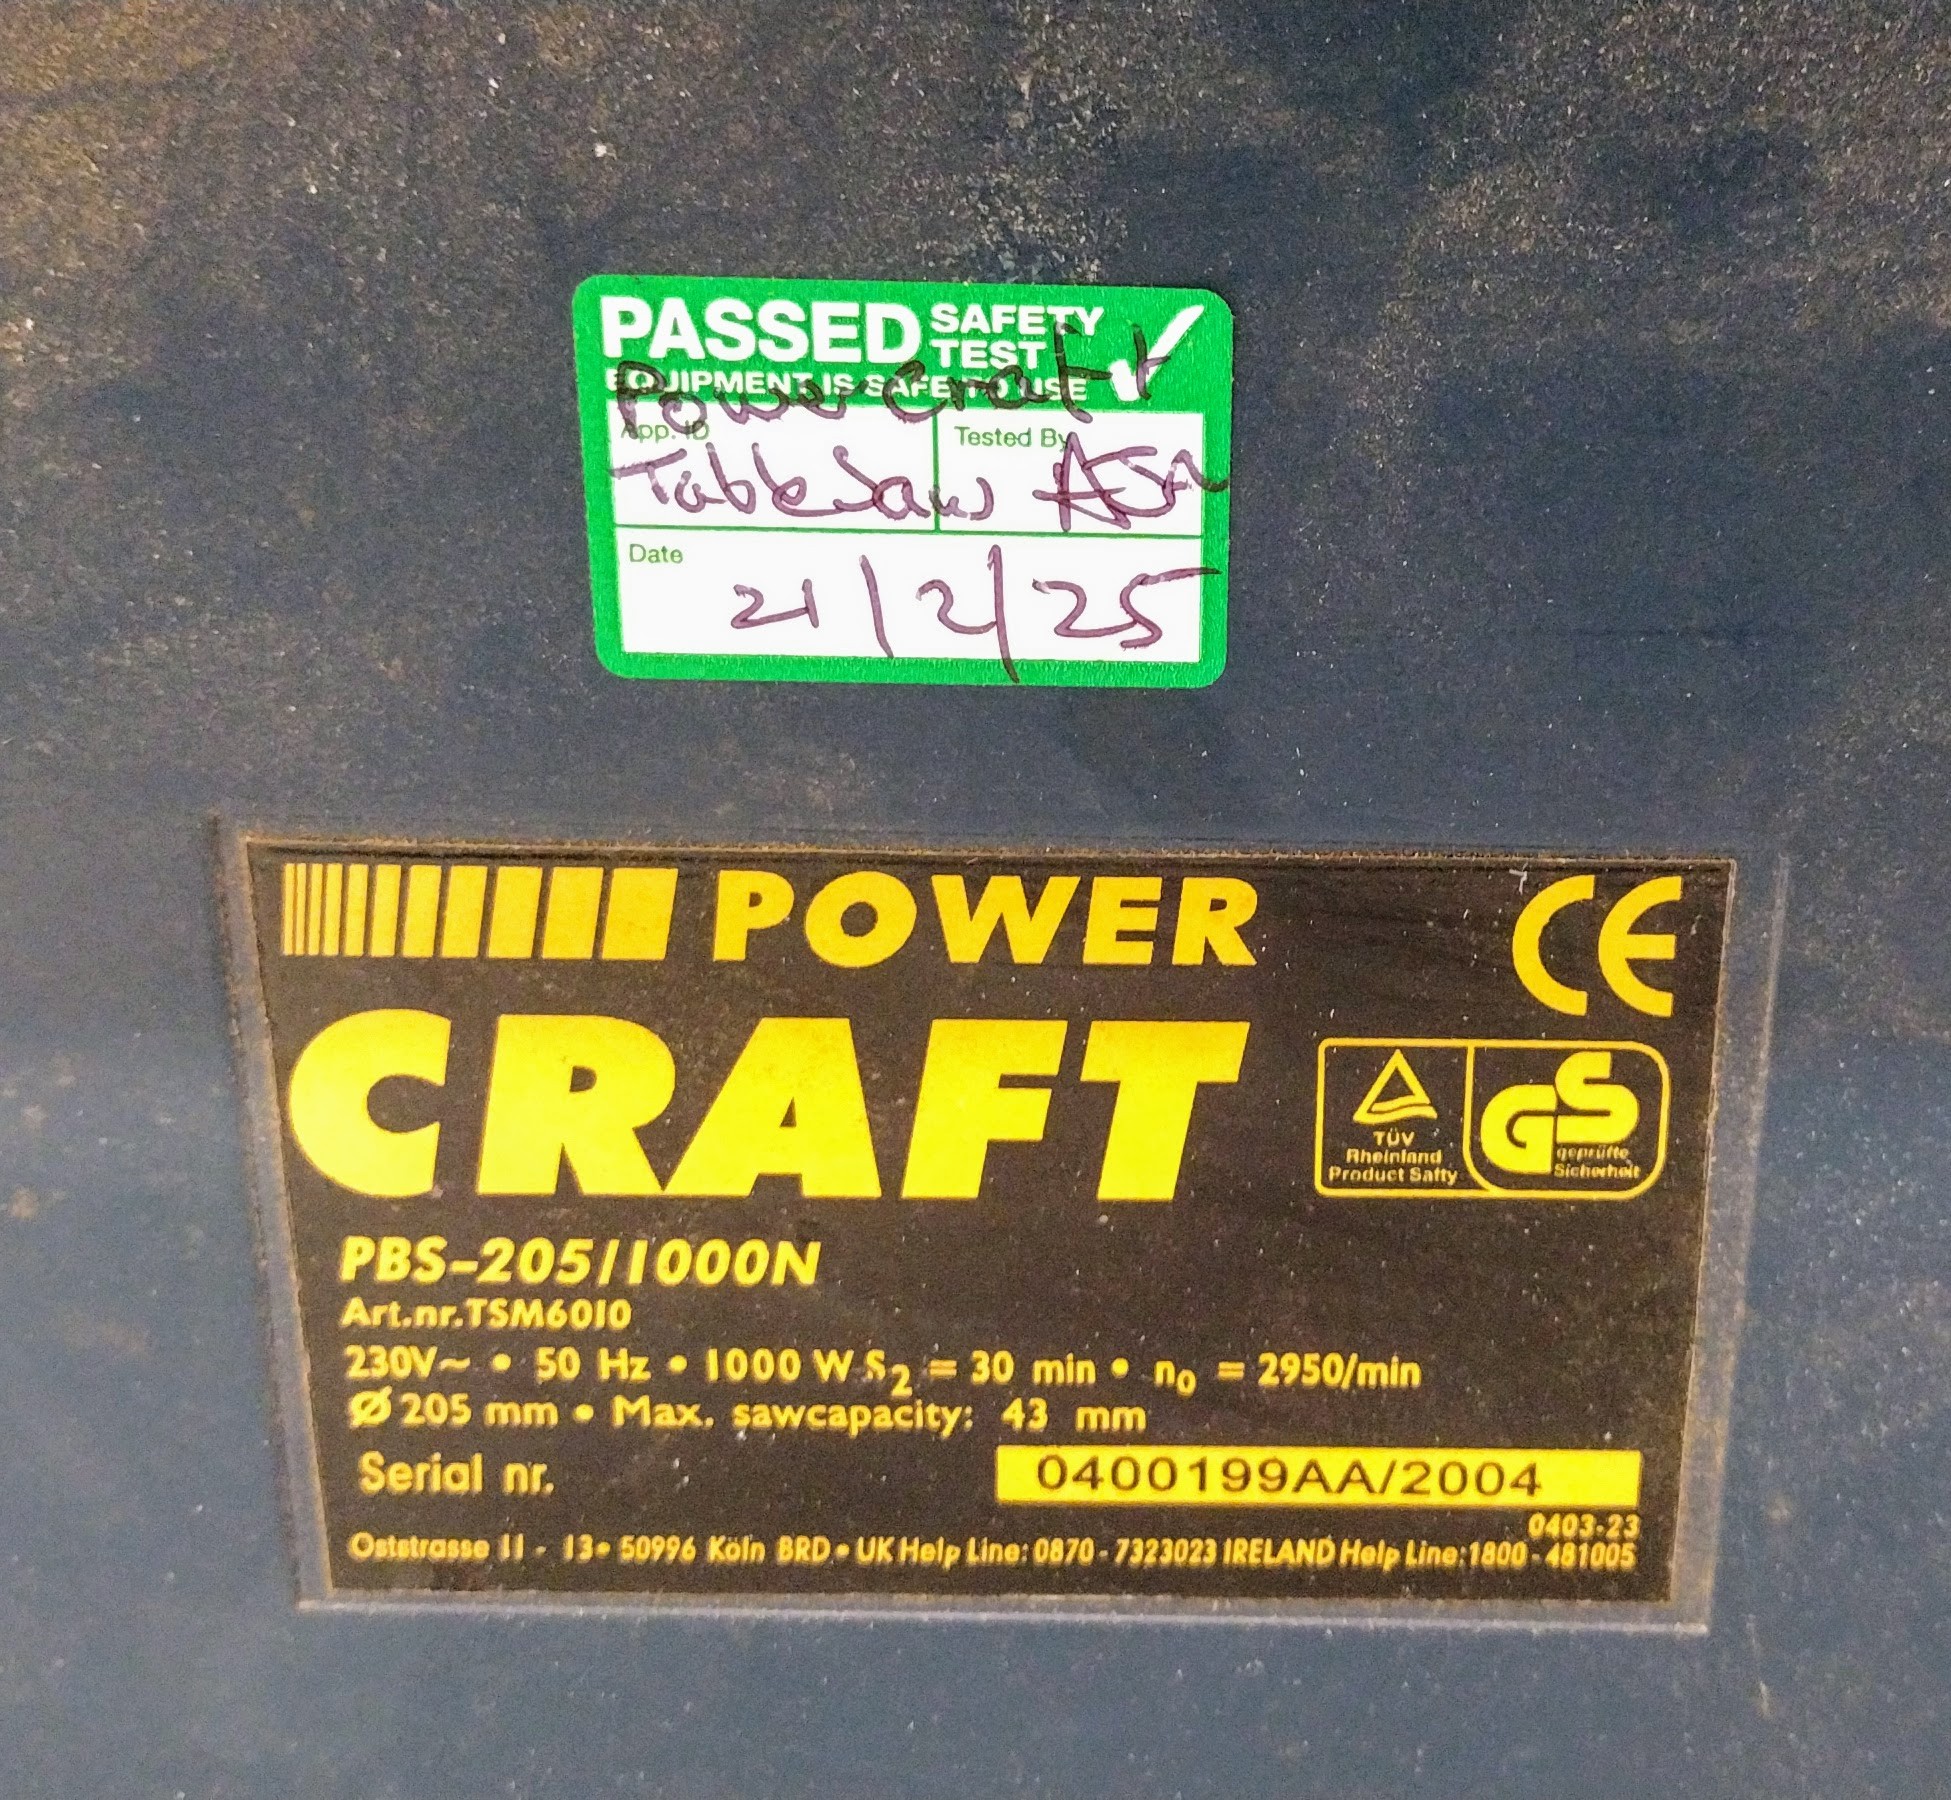 PASSED SAFETY TEST
EQUIPMENT IS SAFE TO USE
Powercraft
App. ID
Tested By
Table Saw
Date
21/2/25
POWER
CE
CRAFT
TÜV
Rheinland
Product Safty
GS
geprüfte
Sicherheit
PBS-205/1000N
Art.nr.TSM6010
230V~ • 50 Hz • 1000 W S2 = 30 min • n0 = 2950/min
Ø 205 mm • Max. sawcapacity: 43 mm
Serial nr.
0400199AA/2004
0403-23
Oststrasse 11 - 13• 50996 Köln BRD • UK Help Line: 0870 - 7323023 IRELAND Help Line:1800 - 481005